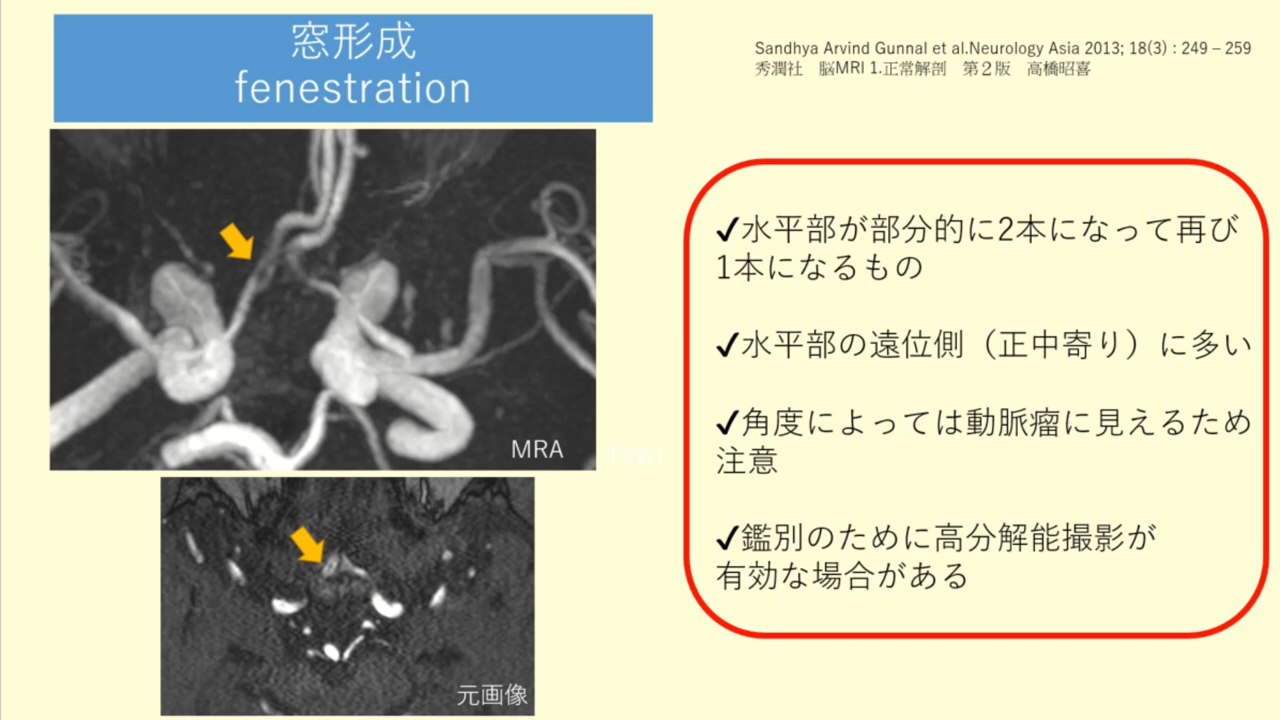 窓形成
fenestration
Sandhya Arvind Gunnal et al.Neurology Asia 2013; 18(3) : 249 – 259
秀潤社　脳MRI 1.正常解剖　第２版　高橋昭喜
MRA
T2WI
元画像
✓水平部が部分的に2本になって再び
1本になるもの
✓水平部の遠位側（正中寄り）に多い
✓角度によっては動脈瘤に見えるため
注意
✓鑑別のために高分解能撮影が
有効な場合がある